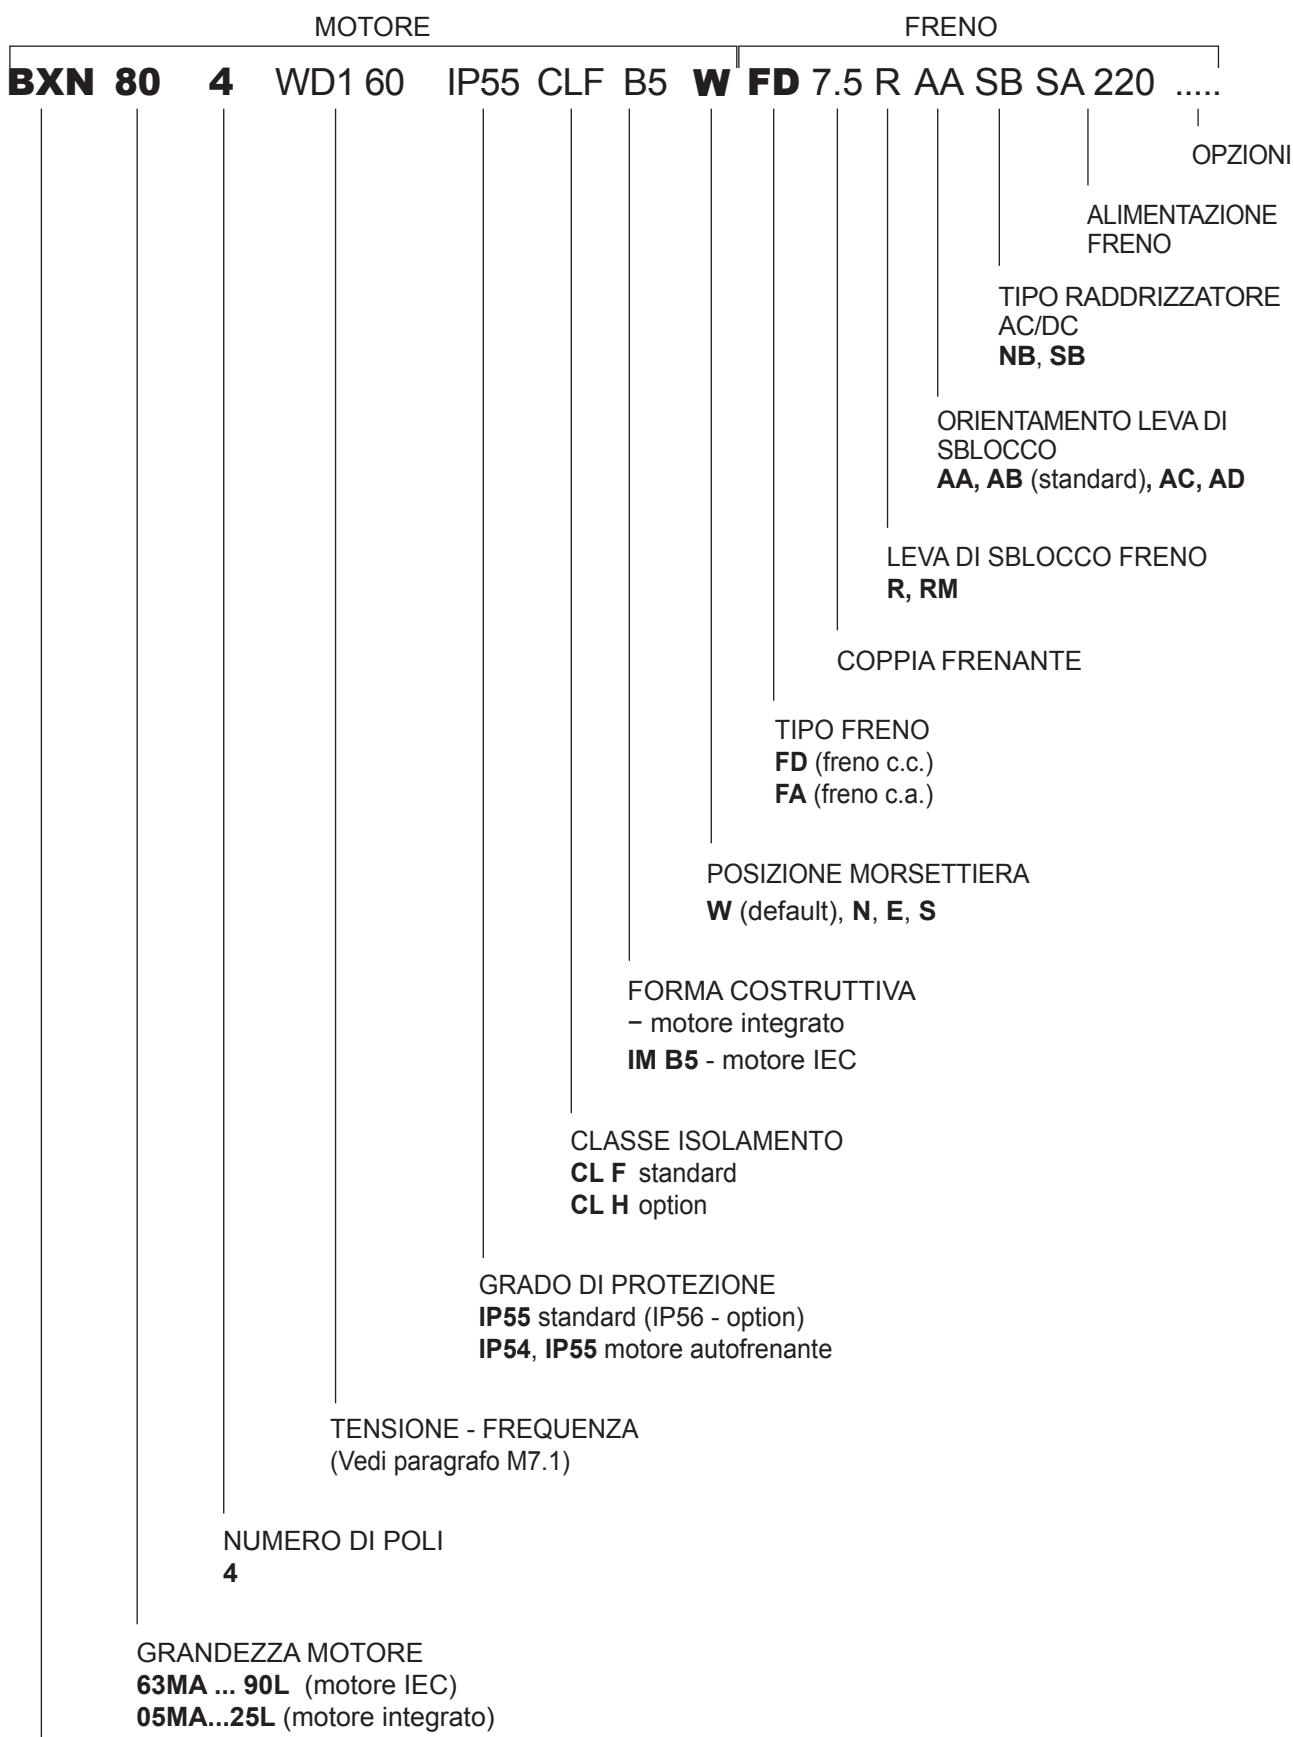 MOTORE FRENO
BXN 80 4 WD1 60 IP55 CLF B5 W FD 7.5 R AA SB SA 220 .....
OPZIONI
ALIMENTAZIONE
FRENO
TIPO RADDRIZZATORE
AC/DC
NB, SB
ORIENTAMENTO LEVA DI
SBLOCCO
AA, AB (standard), AC, AD
LEVA DI SBLOCCO FRENO
R, RM
COPPIA FRENANTE
TIPO FRENO
FD (freno c.c.)
FA (freno c.a.)
POSIZIONE MORSETTIERA
W (default), N, E, S
FORMA COSTRUTTIVA
− motore integrato
IM B5 - motore IEC
CLASSE ISOLAMENTO
CL F standard
CL H option
GRADO DI PROTEZIONE
IP55 standard (IP56 - option)
IP54, IP55 motore autofrenante
TENSIONE - FREQUENZA
(Vedi paragrafo M7.1)
NUMERO DI POLI
4
GRANDEZZA MOTORE
63MA ... 90L (motore IEC)
05MA...25L (motore integrato)